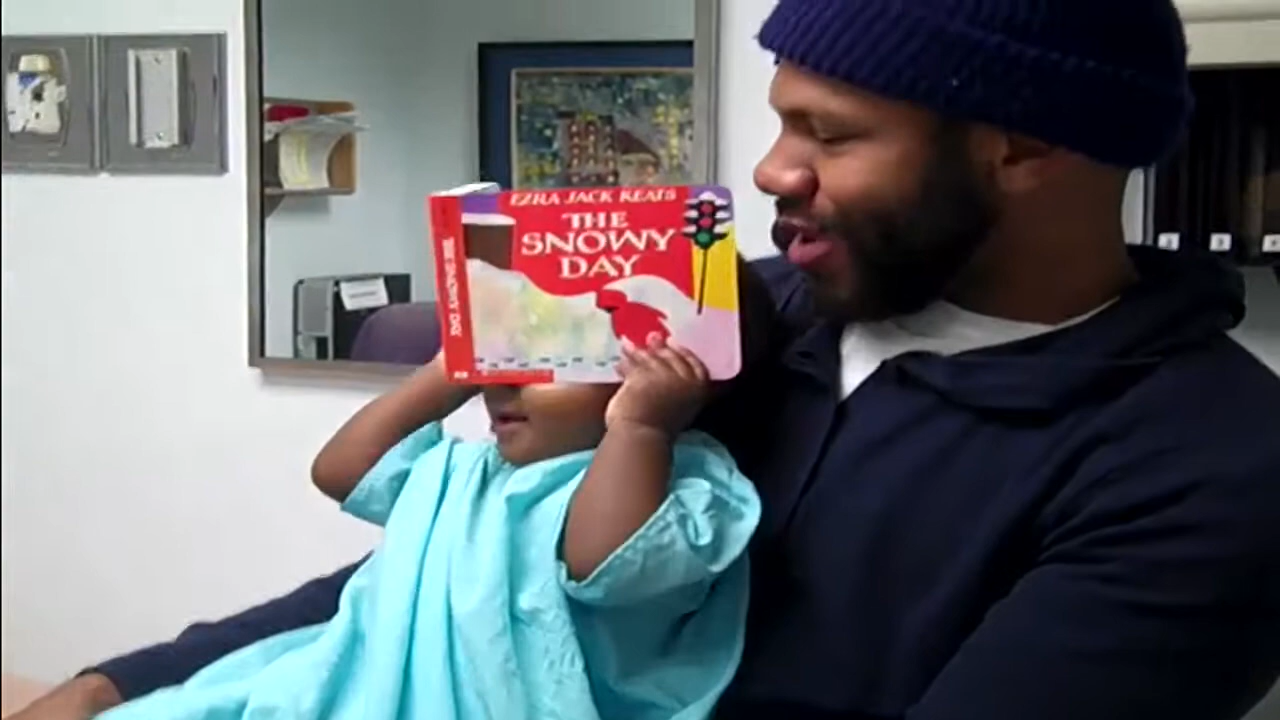 EZRA JACK KEATS
THE
SNOWY
DAY
THE SNOWY DAY